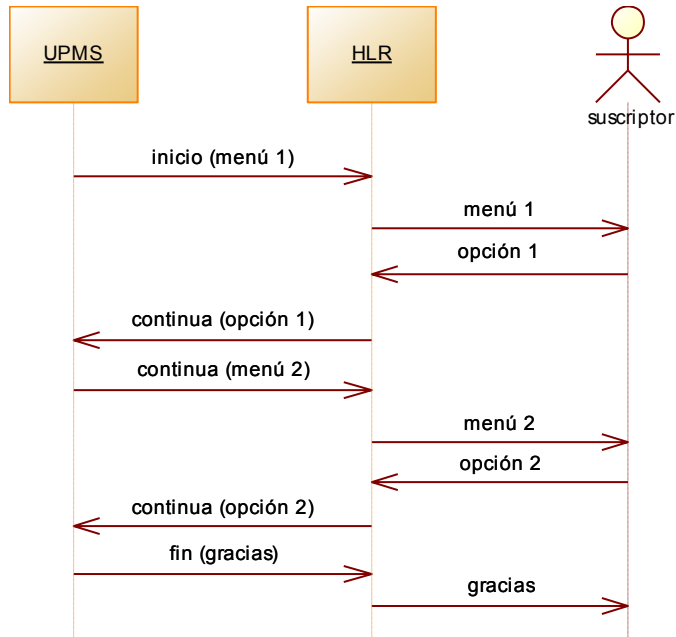 UPMS
HLR
suscriptor
inicio (menú 1)
menú 1
opción 1
continua (opción 1)
continua (menú 2)
menú 2
opción 2
continua (opción 2)
fin (gracias)
gracias